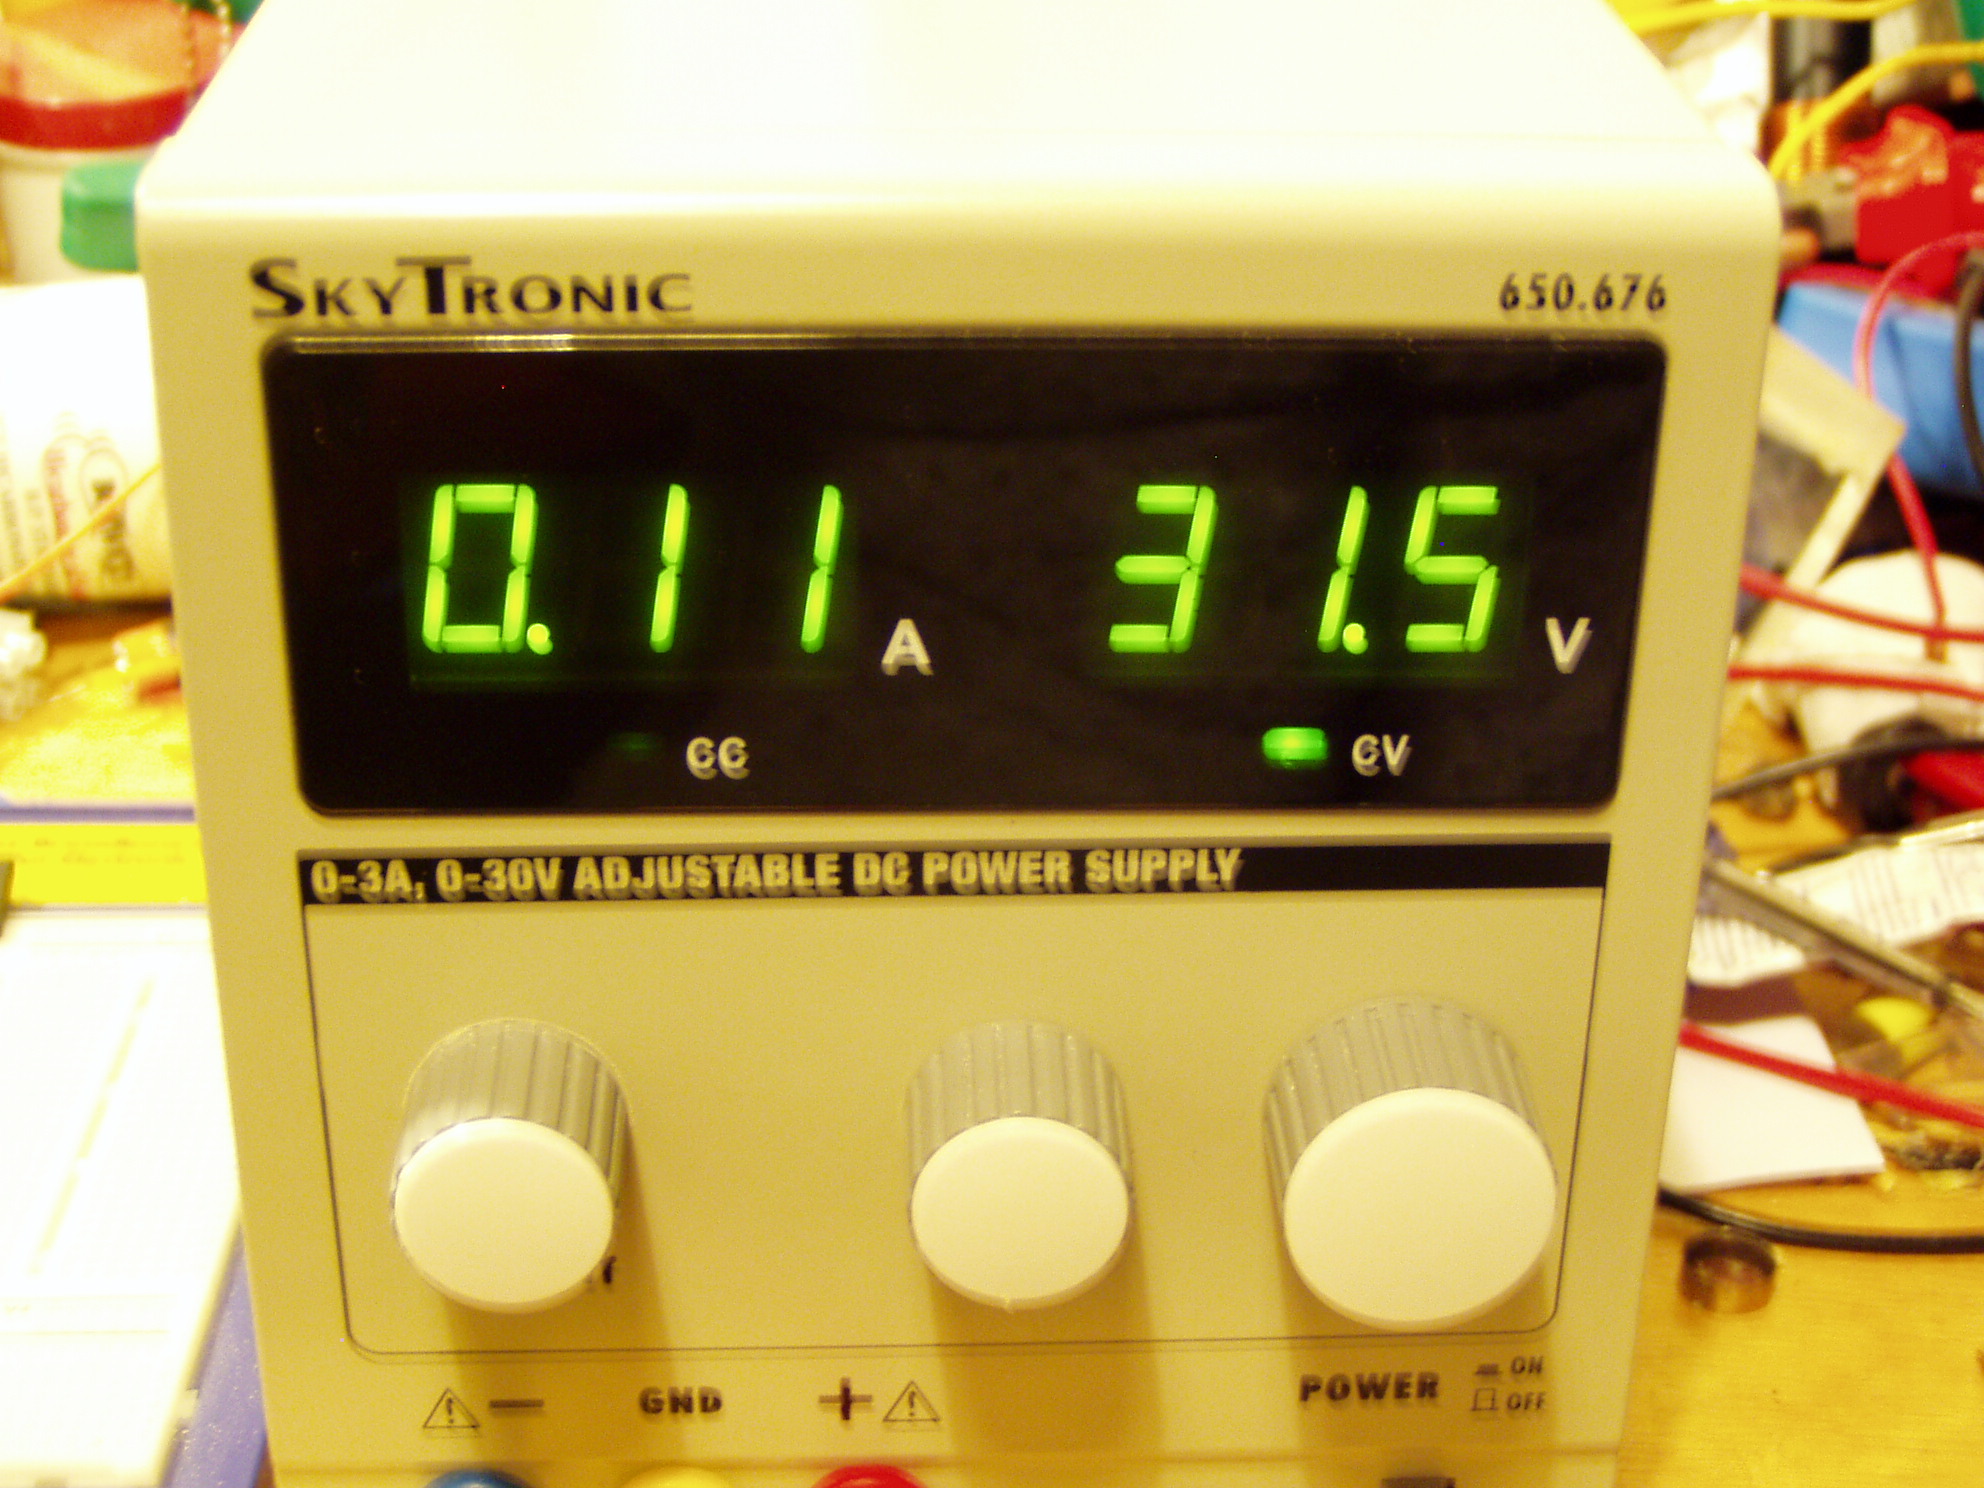 SKYTRONIC
650.676
0.11 A
31.5 V
CC
CV
0-3A, 0-30V ADJUSTABLE DC POWER SUPPLY
GND
POWER
ON
OFF